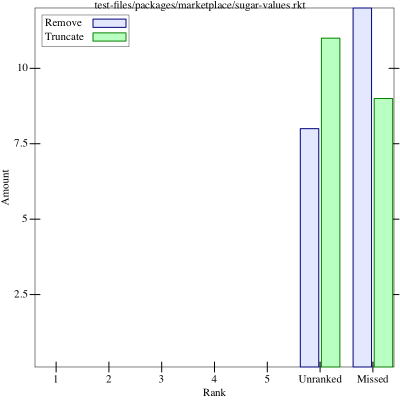 test-files/packages/marketplace/sugar-values.rkt
Remove
Truncate
10
7.5
5
2.5
Amount
1 2 3 4 5 Unranked Missed
Rank